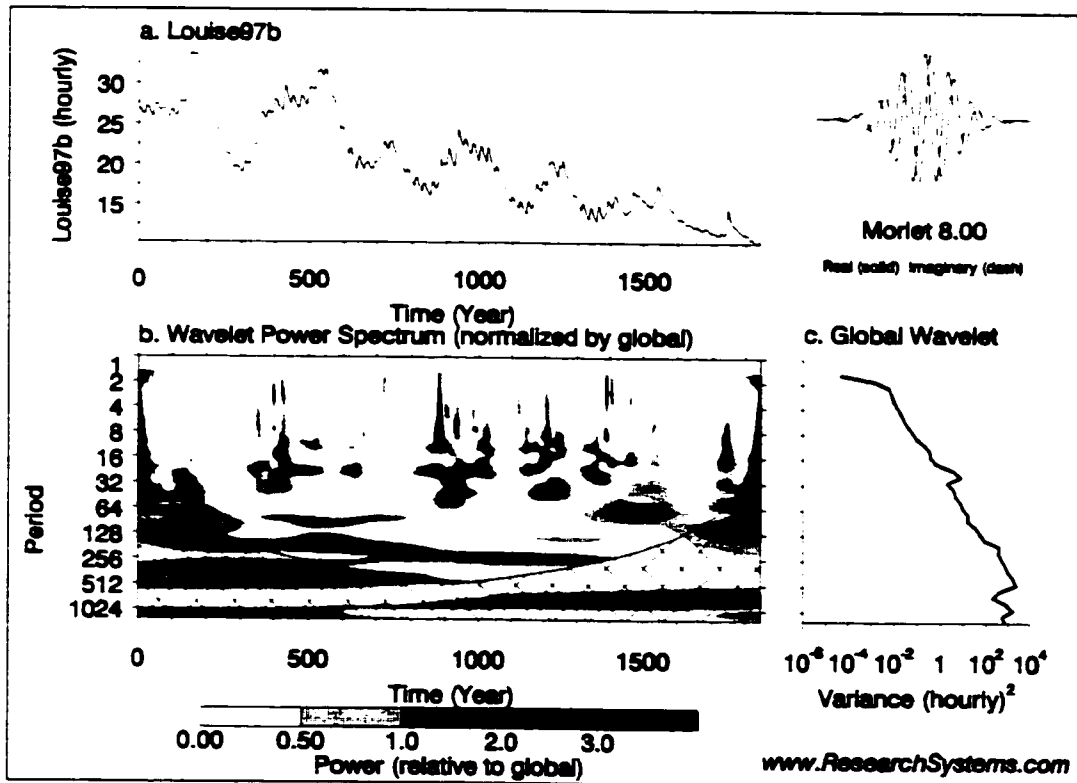 a. Louise97b
Louise97b (hourly)
30
25
20
15
0 500 1000 1500
Time (Year)
Morlet 8.00
Real (solid) Imaginary (dash)
b. Wavelet Power Spectrum (normalized by global)
Period
1
2
4
8
16
32
64
128
256
512
1024
0 500 1000 1500
Time (Year)
c. Global Wavelet
10⁻⁶ 10⁻⁴ 10⁻² 1 10² 10⁴
Variance (hourly)²
0.00 0.50 1.0 2.0 3.0
Power (relative to global)
www.ResearchSystems.com